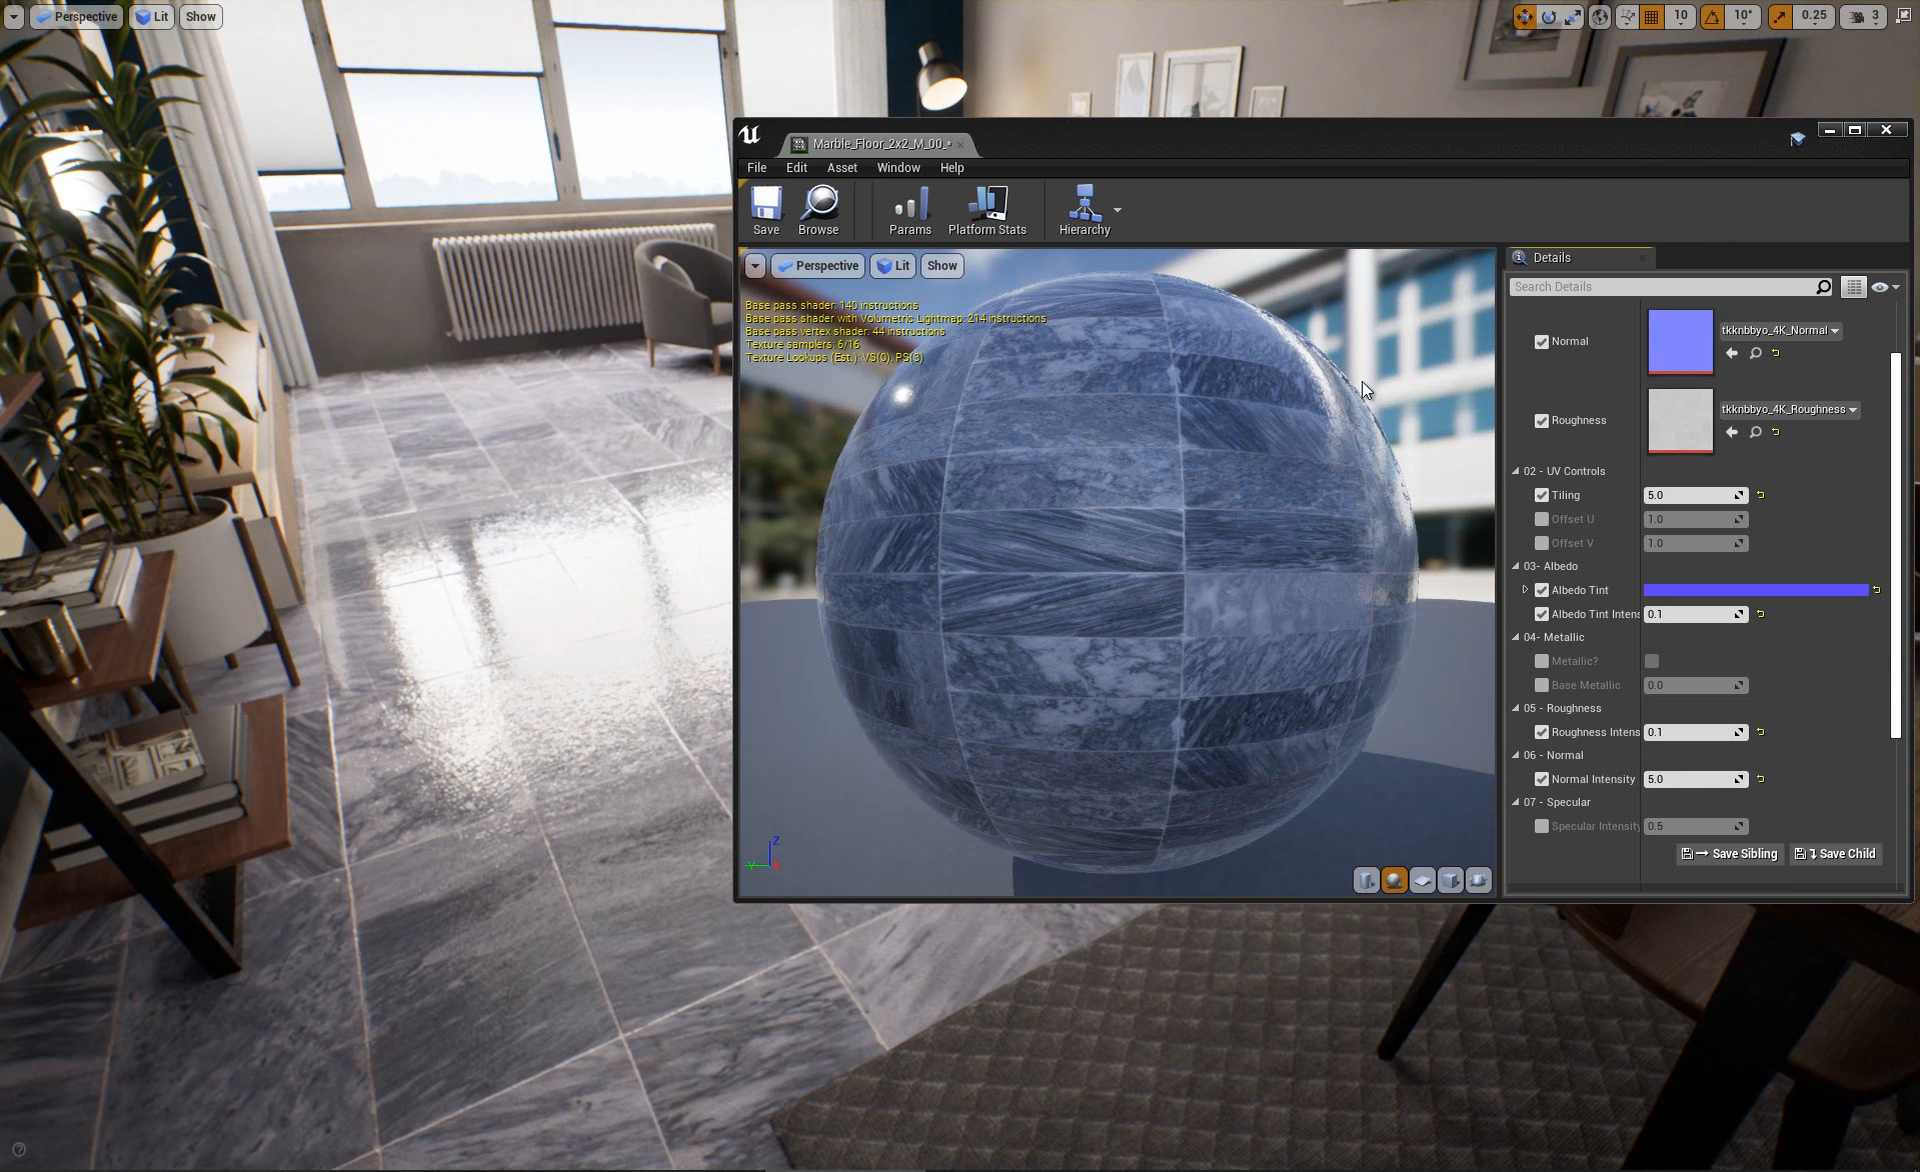 Perspective Lit Show
10 10° 0.25 3
Marble_Floor_2x2_M_00_*
File Edit Asset Window Help
Save Browse Params Platform Stats Hierarchy
Perspective Lit Show
Base pass shader: 140 instructions
Base pass shader with Volumetric Lightmap: 214 instructions
Base pass vertex shader: 44 instructions
Texture samplers: 6/16
Texture Lookups (Est.): VS(0), PS(3)
Z
Y X
Details
Search Details
Normal
tkknbbyo_4K_Normal
Roughness
tkknbbyo_4K_Roughness
02 - UV Controls
Tiling 5.0
Offset U 1.0
Offset V 1.0
03- Albedo
Albedo Tint
Albedo Tint Intens 0.1
04- Metallic
Metallic?
Base Metallic 0.0
05 - Roughness
Roughness Intens 0.1
06 - Normal
Normal Intensity 5.0
07 - Specular
Specular Intensity 0.5
Save Sibling Save Child